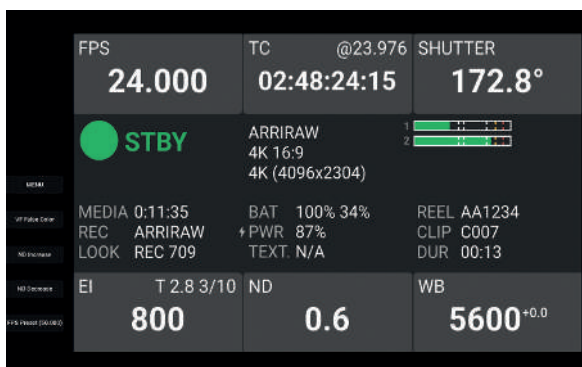 FPS
24.000
TC @23.976
02:48:24:15
SHUTTER
172.8°
STBY
ARRIRAW
4K 16:9
4K (4096x2304)
1
2
MENU
VF False Color
ND Increase
ND Decrease
FPS Preset (50.000)
MEDIA 0:11:35
REC ARRIRAW
LOOK REC 709
BAT 100% 34%
PWR 87%
TEXT. N/A
REEL AA1234
CLIP C007
DUR 00:13
EI T 2.8 3/10
800
ND
0.6
WB
5600+0.0